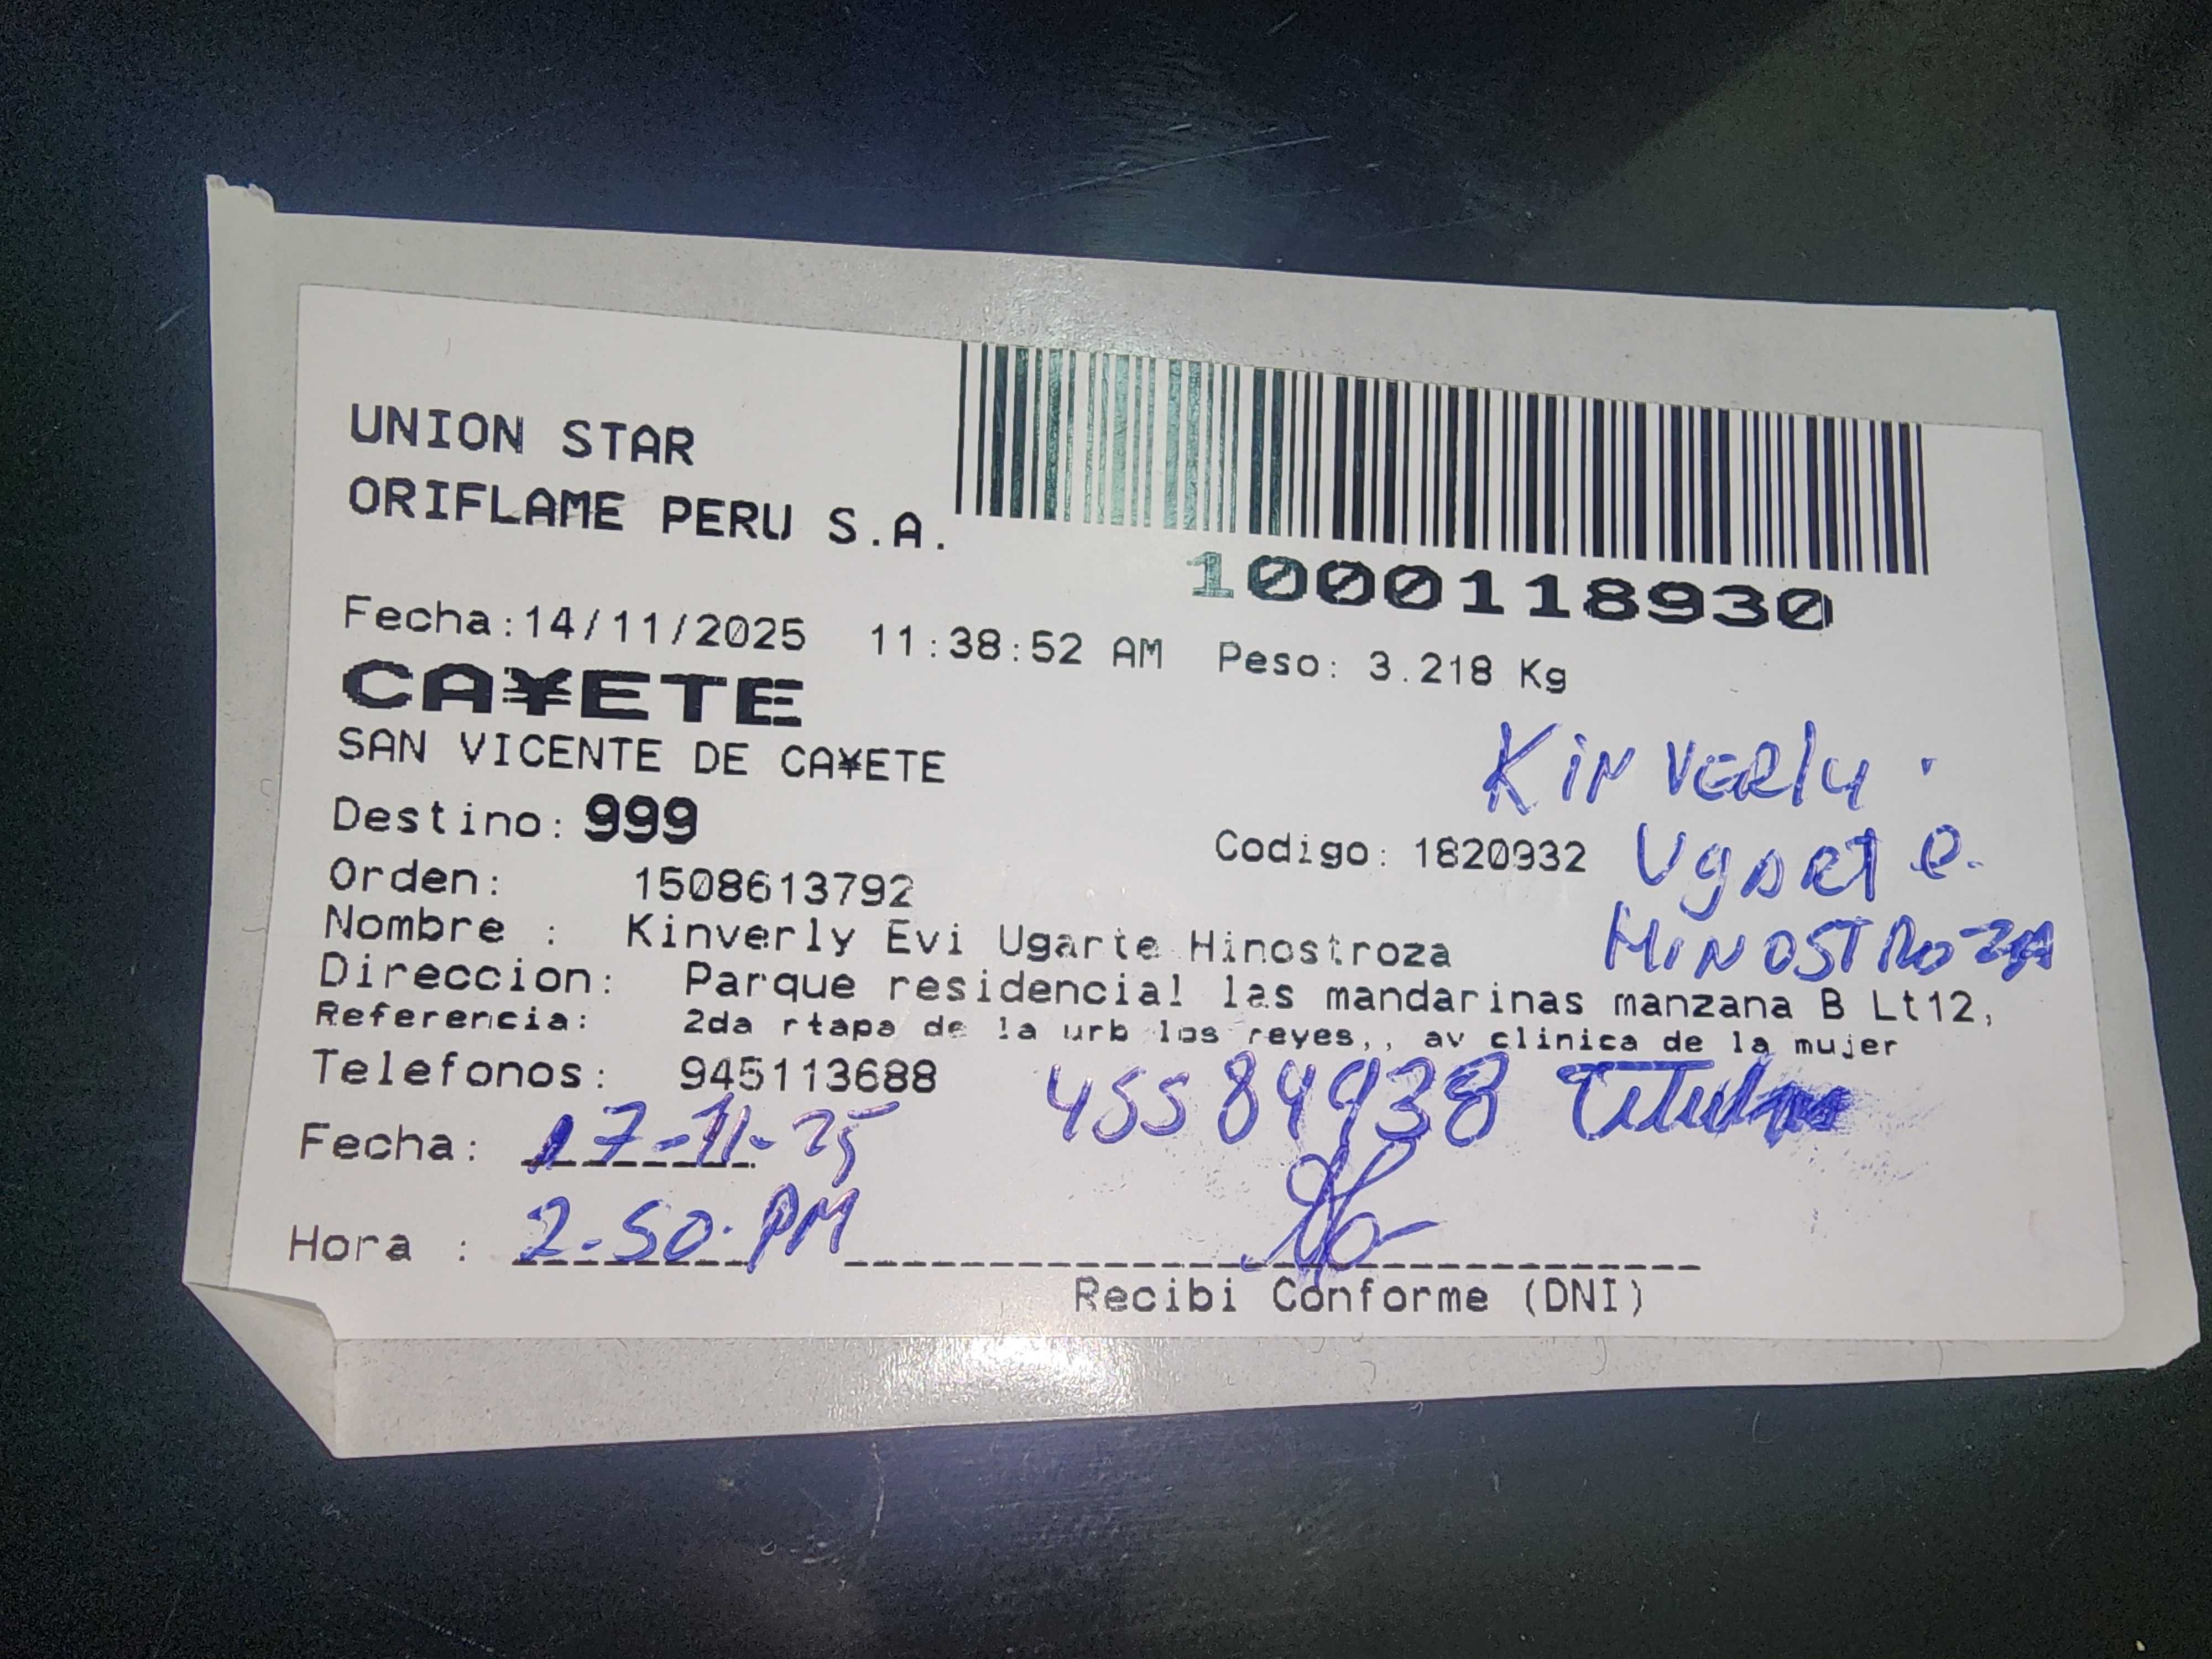 UNION STAR
ORIFLAME PERU S.A.
1000118930
Fecha:14/11/2025 11:38:52 AM Peso: 3.218 Kg
CA¥ETE
SAN VICENTE DE CA¥ETE
KiNVERly.
Destino: 999
Codigo: 1820932 Ugarte.
Orden: 1508613792
Nombre : Kinverly Evi Ugarte Hinostroza HiNOSTROZA
Direccion: Parque residencial las mandarinas manzana B Lt12,
Referencia: 2da rtapa de la urb los reyes,, av clinica de la mujer
Telefonos: 945113688
45584938 Titular
Fecha: 17-11-25
Hora : 2-50.PM
Recibi Conforme (DNI)